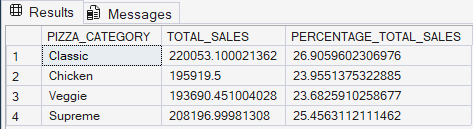 Results Messages
PIZZA_CATEGORY TOTAL_SALES PERCENTAGE_TOTAL_SALES
1 Classic 220053.100021362 26.9059602306976
2 Chicken 195919.5 23.9551375322885
3 Veggie 193690.451004028 23.6825910258677
4 Supreme 208196.99981308 25.4563112111462